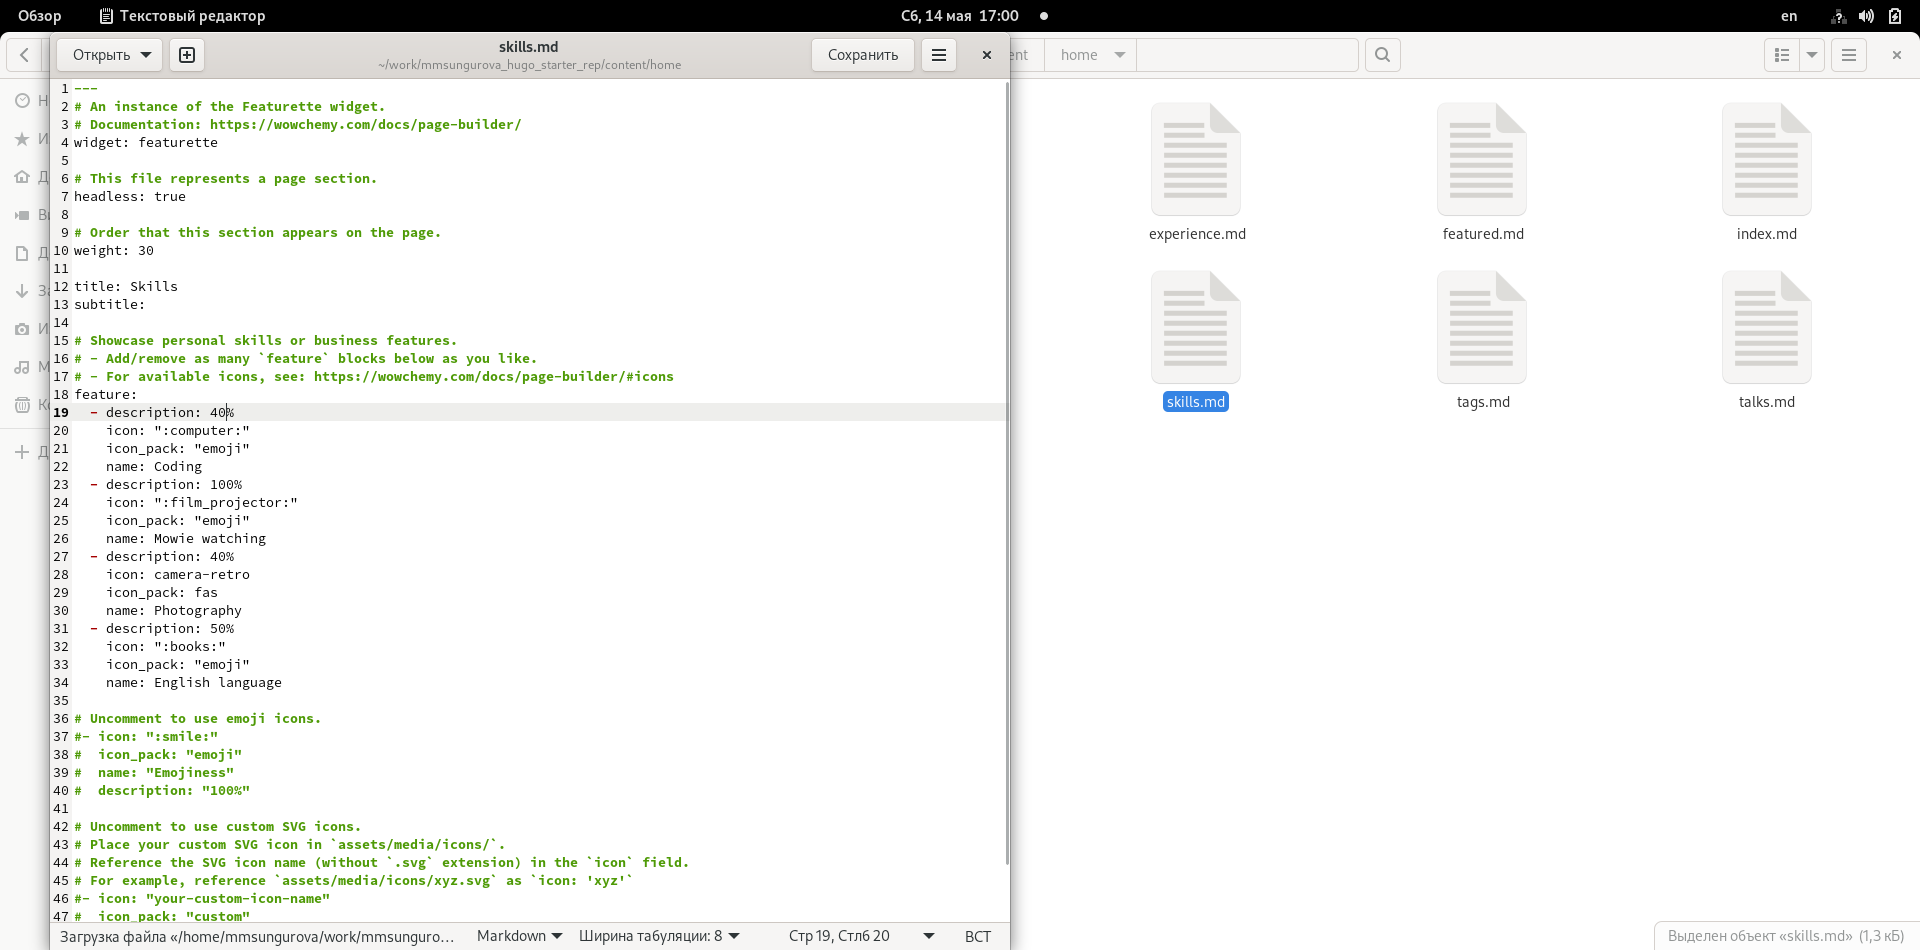 Обзор
Текстовый редактор
Сб, 14 мая 17:00
en
Открыть
skills.md
~/work/mmsungurova_hugo_starter_rep/content/home
Сохранить
home
1 ---
2 # An instance of the Featurette widget.
3 # Documentation: https://wowchemy.com/docs/page-builder/
4 widget: featurette
5
6 # This file represents a page section.
7 headless: true
8
9 # Order that this section appears on the page.
10 weight: 30
11
12 title: Skills
13 subtitle:
14
15 # Showcase personal skills or business features.
16 # - Add/remove as many `feature` blocks below as you like.
17 # - For available icons, see: https://wowchemy.com/docs/page-builder/#icons
18 feature:
19   - description: 40%
20     icon: ":computer:"
21     icon_pack: "emoji"
22     name: Coding
23   - description: 100%
24     icon: ":film_projector:"
25     icon_pack: "emoji"
26     name: Mowie watching
27   - description: 40%
28     icon: camera-retro
29     icon_pack: fas
30     name: Photography
31   - description: 50%
32     icon: ":books:"
33     icon_pack: "emoji"
34     name: English language
35
36 # Uncomment to use emoji icons.
37 #- icon: ":smile:"
38 #  icon_pack: "emoji"
39 #  name: "Emojiness"
40 #  description: "100%"
41
42 # Uncomment to use custom SVG icons.
43 # Place your custom SVG icon in `assets/media/icons/`.
44 # Reference the SVG icon name (without `.svg` extension) in the `icon` field.
45 # For example, reference `assets/media/icons/xyz.svg` as `icon: 'xyz'`
46 #- icon: "your-custom-icon-name"
47 #  icon_pack: "custom"
Загрузка файла «/home/mmsungurova/work/mmsunguro…
Markdown
Ширина табуляции: 8
Стр 19, Стлб 20
ВСТ
experience.md
featured.md
index.md
skills.md
tags.md
talks.md
Выделен объект «skills.md» (1,3 кБ)